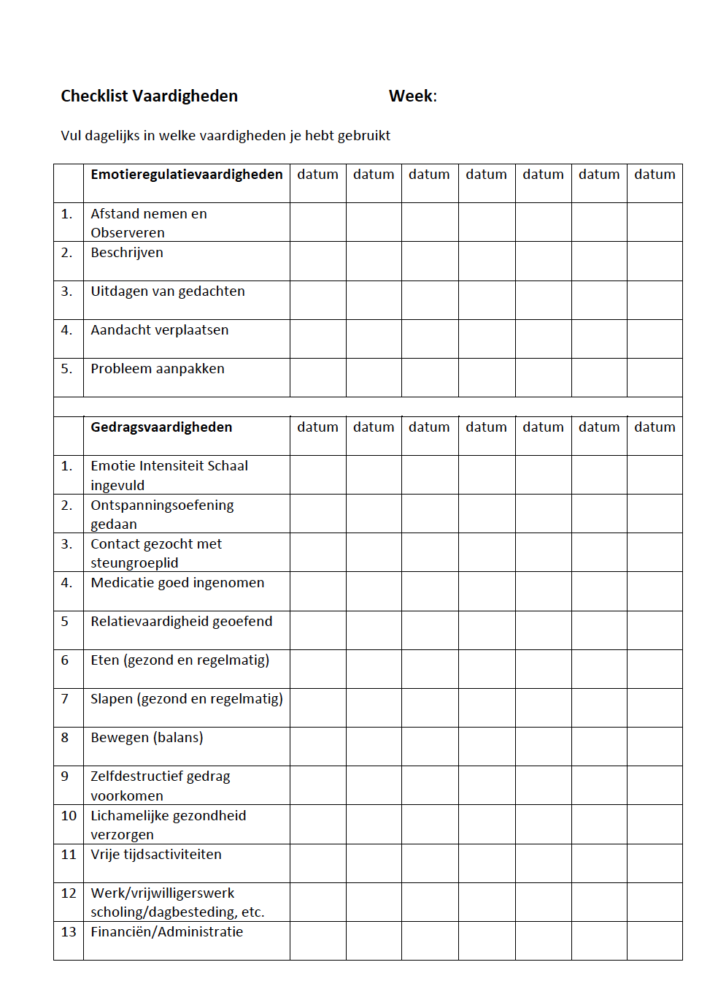 Checklist Vaardigheden Week:
Vul dagelijks in welke vaardigheden je hebt gebruikt
Emotieregulatievaardigheden datum datum datum datum datum datum datum
1. Afstand nemen en
Observeren
2. Beschrijven
3. Uitdagen van gedachten
4. Aandacht verplaatsen
5. Probleem aanpakken
Gedragsvaardigheden datum datum datum datum datum datum datum
1. Emotie Intensiteit Schaal
ingevuld
2. Ontspanningsoefening
gedaan
3. Contact gezocht met
steungroeplid
4. Medicatie goed ingenomen
5 Relatievaardigheid geoefend
6 Eten (gezond en regelmatig)
7 Slapen (gezond en regelmatig)
8 Bewegen (balans)
9 Zelfdestructief gedrag
voorkomen
10 Lichamelijke gezondheid
verzorgen
11 Vrije tijdsactiviteiten
12 Werk/vrijwilligerswerk
scholing/dagbesteding, etc.
13 Financiën/Administratie